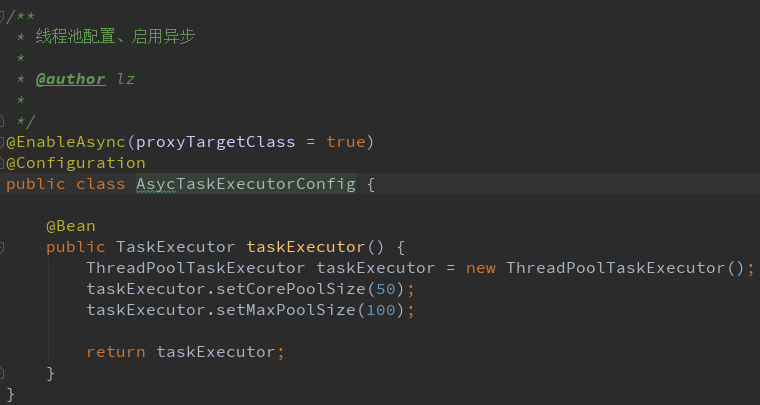 /**
 * 线程池配置、启用异步
 *
 * @author lz
 *
 */
@EnableAsync(proxyTargetClass = true)
@Configuration
public class AsycTaskExecutorConfig {

    @Bean
    public TaskExecutor taskExecutor() {
        ThreadPoolTaskExecutor taskExecutor = new ThreadPoolTaskExecutor();
        taskExecutor.setCorePoolSize(50);
        taskExecutor.setMaxPoolSize(100);

        return taskExecutor;
    }
}